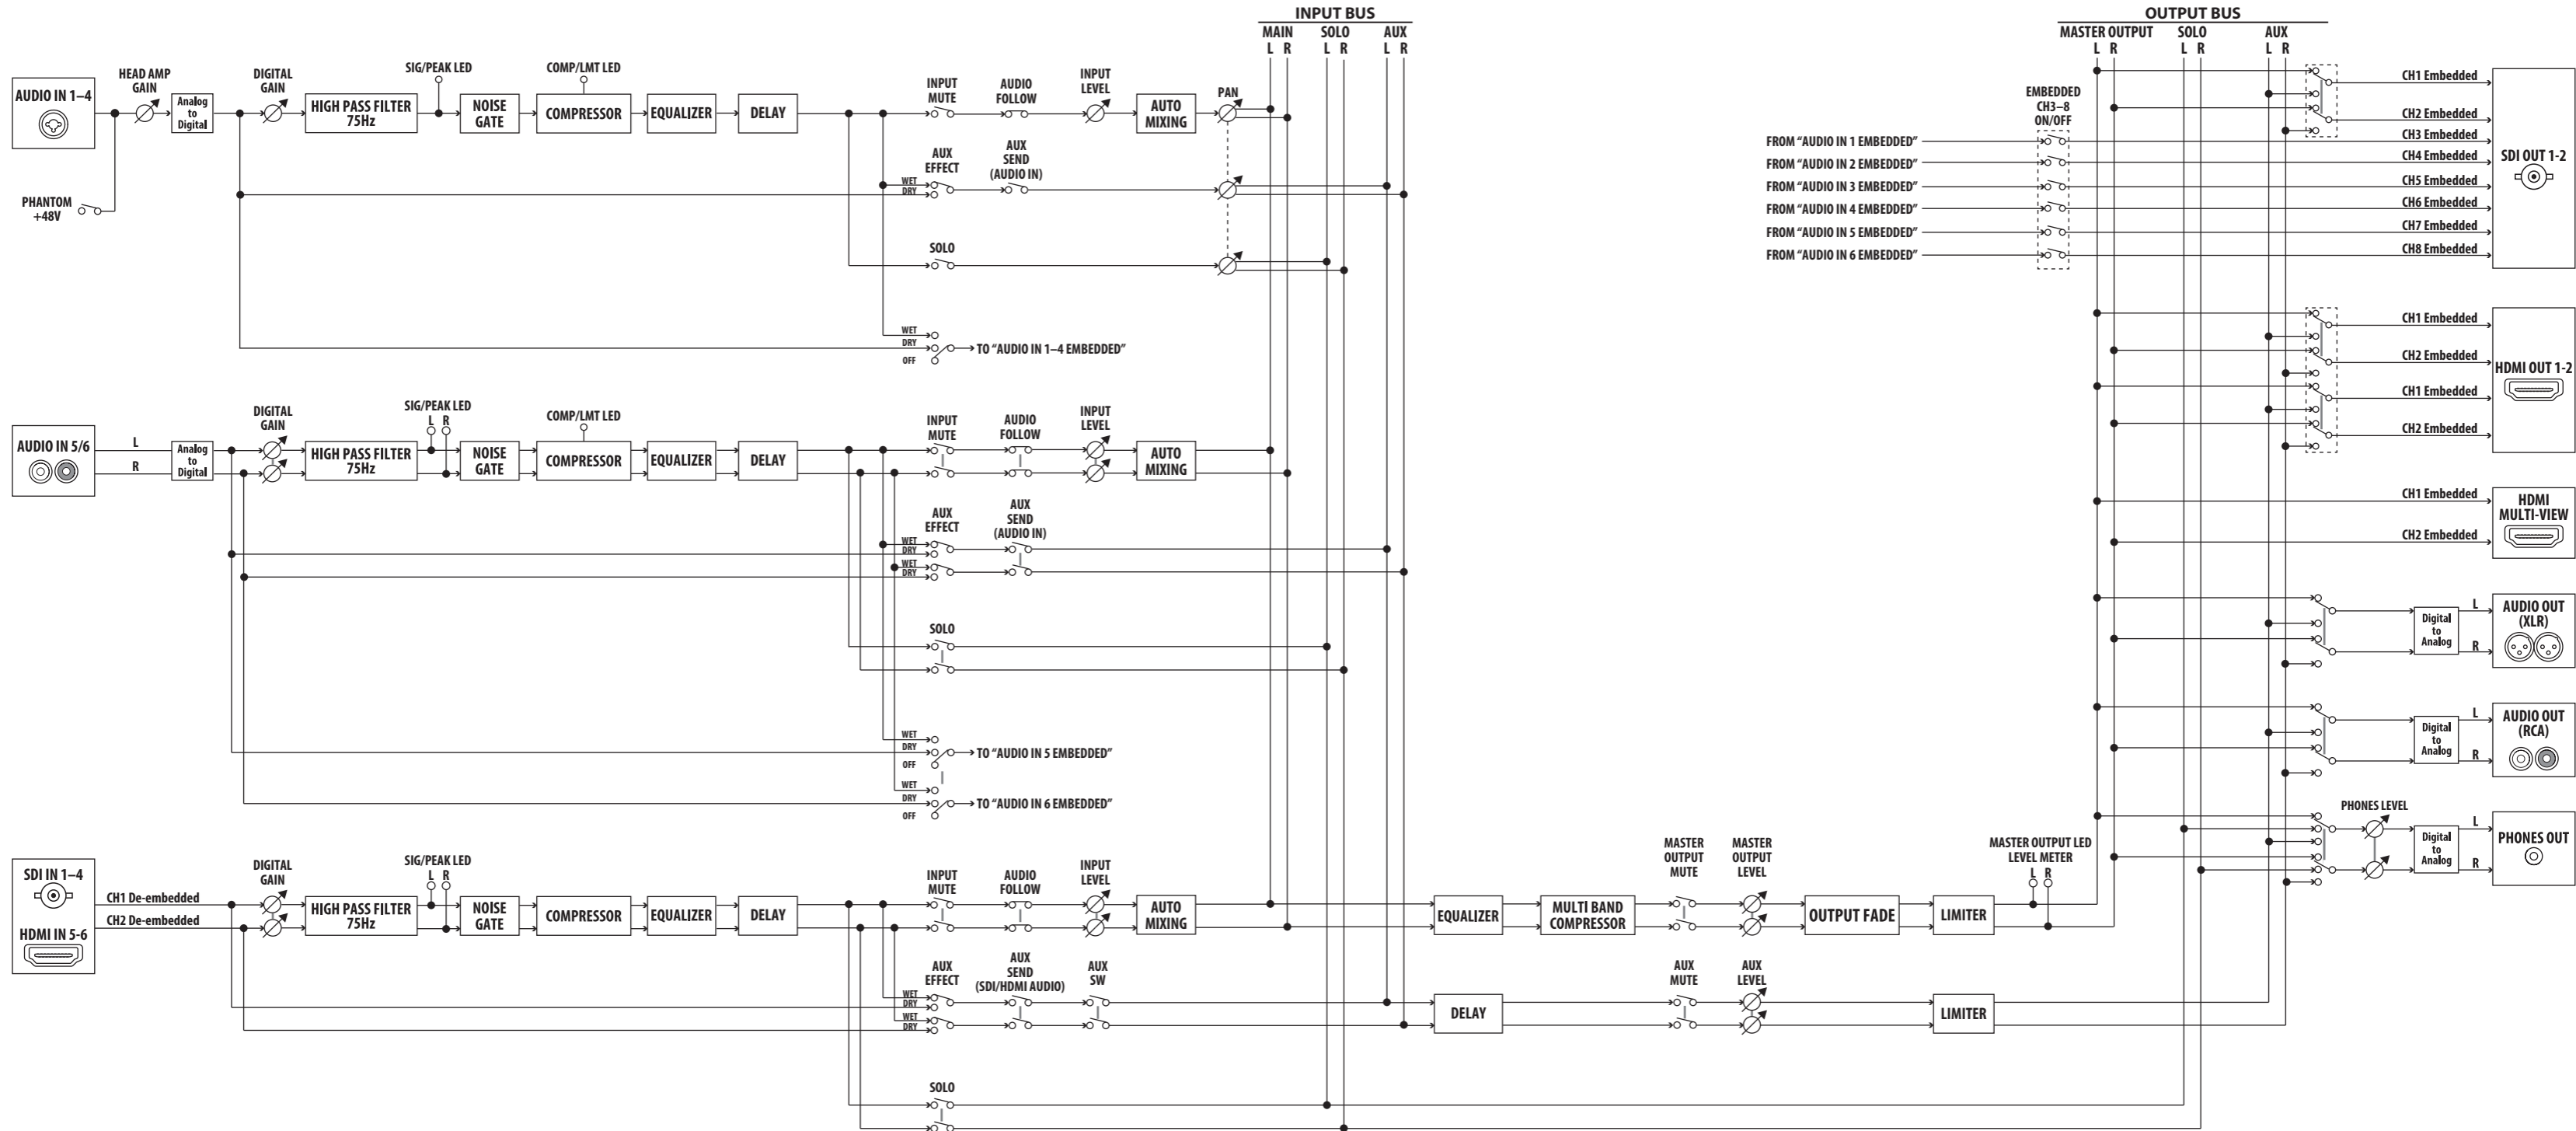 INPUT BUS
MAIN SOLO AUX
L R L R L R
OUTPUT BUS
MASTER OUTPUT SOLO AUX
L R L R L R
AUDIO IN 1–4
HEAD AMP
GAIN
Analog
to
Digital
DIGITAL
GAIN
HIGH PASS FILTER
75Hz
SIG/PEAK LED
NOISE
GATE
COMP/LMT LED
COMPRESSOR
EQUALIZER
DELAY
INPUT
MUTE
AUDIO
FOLLOW
INPUT
LEVEL
AUTO
MIXING
PAN
PHANTOM
+48V
AUX
EFFECT
WET
DRY
AUX
SEND
(AUDIO IN)
SOLO
WET
DRY
OFF
TO “AUDIO IN 1–4 EMBEDDED”
AUDIO IN 5/6
L
R
Analog
to
Digital
DIGITAL
GAIN
HIGH PASS FILTER
75Hz
SIG/PEAK LED
L R
NOISE
GATE
COMP/LMT LED
COMPRESSOR
EQUALIZER
DELAY
INPUT
MUTE
AUDIO
FOLLOW
INPUT
LEVEL
AUTO
MIXING
AUX
EFFECT
WET
DRY
WET
DRY
AUX
SEND
(AUDIO IN)
SOLO
WET
DRY
OFF
TO “AUDIO IN 5 EMBEDDED”
WET
DRY
OFF
TO “AUDIO IN 6 EMBEDDED”
SDI IN 1–4
HDMI IN 5-6
CH1 De-embedded
CH2 De-embedded
DIGITAL
GAIN
HIGH PASS FILTER
75Hz
SIG/PEAK LED
L R
NOISE
GATE
COMPRESSOR
EQUALIZER
DELAY
INPUT
MUTE
AUDIO
FOLLOW
INPUT
LEVEL
AUTO
MIXING
AUX
EFFECT
WET
DRY
WET
DRY
AUX
SEND
(SDI/HDMI AUDIO)
AUX
SW
SOLO
EQUALIZER
MULTI BAND
COMPRESSOR
MASTER
OUTPUT
MUTE
MASTER
OUTPUT
LEVEL
OUTPUT FADE
LIMITER
MASTER OUTPUT LED
LEVEL METER
L R
DELAY
AUX
MUTE
AUX
LEVEL
LIMITER
EMBEDDED
CH3–8
ON/OFF
FROM “AUDIO IN 1 EMBEDDED”
FROM “AUDIO IN 2 EMBEDDED”
FROM “AUDIO IN 3 EMBEDDED”
FROM “AUDIO IN 4 EMBEDDED”
FROM “AUDIO IN 5 EMBEDDED”
FROM “AUDIO IN 6 EMBEDDED”
CH1 Embedded
CH2 Embedded
CH3 Embedded
CH4 Embedded
CH5 Embedded
CH6 Embedded
CH7 Embedded
CH8 Embedded
SDI OUT 1-2
CH1 Embedded
CH2 Embedded
CH1 Embedded
CH2 Embedded
HDMI OUT 1-2
CH1 Embedded
CH2 Embedded
HDMI
MULTI-VIEW
Digital
to
Analog
L
R
AUDIO OUT
(XLR)
Digital
to
Analog
L
R
AUDIO OUT
(RCA)
PHONES LEVEL
Digital
to
Analog
L
R
PHONES OUT